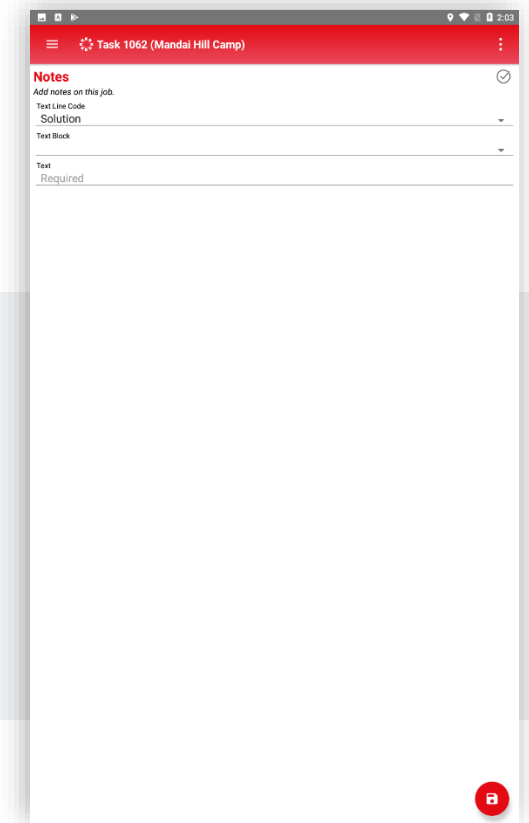 2:03
Task 1062 (Mandai Hill Camp)
Notes
Add notes on this job.
Text Line Code
Solution
Text Block
Text
Required